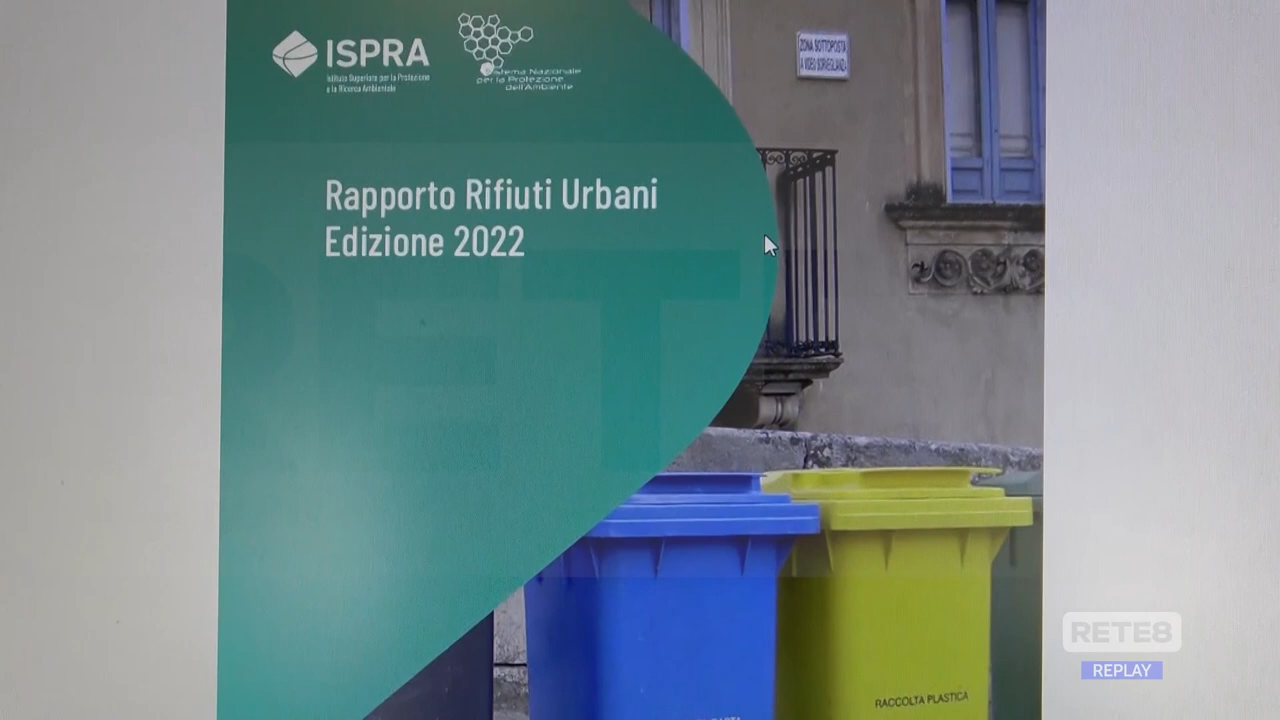 ISPRA
Istituto Superiore per la Protezione
e la Ricerca Ambientale
Sistema Nazionale
per la Protezione
dell'Ambiente
ZONA SOTTOPOSTA
A VIDEO SORVEGLIANZA
Rapporto Rifiuti Urbani
Edizione 2022
RACCOLTA PLASTICA
RETE8
REPLAY